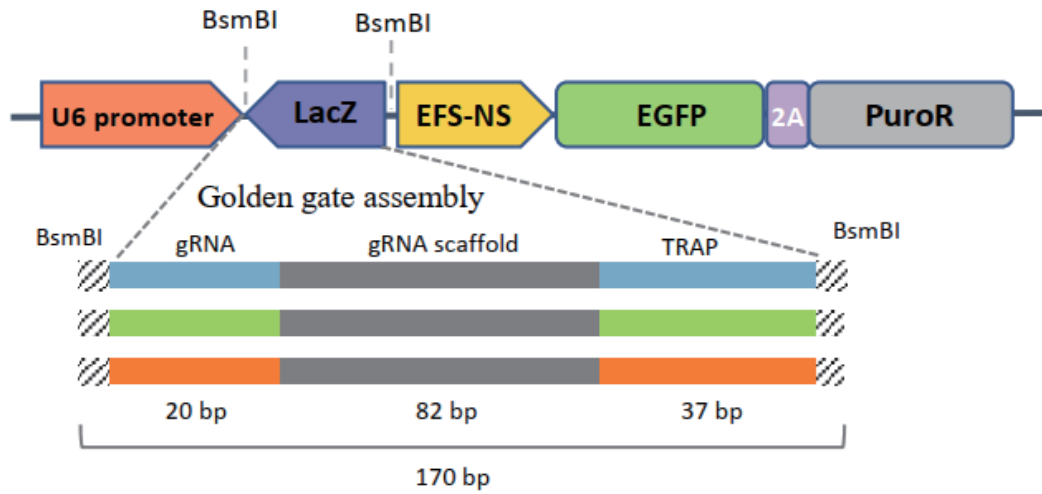 BsmBI
BsmBI
U6 promoter LacZ EFS-NS EGFP 2A PuroR
Golden gate assembly
BsmBI gRNA gRNA scaffold TRAP BsmBI
20 bp 82 bp 37 bp
170 bp